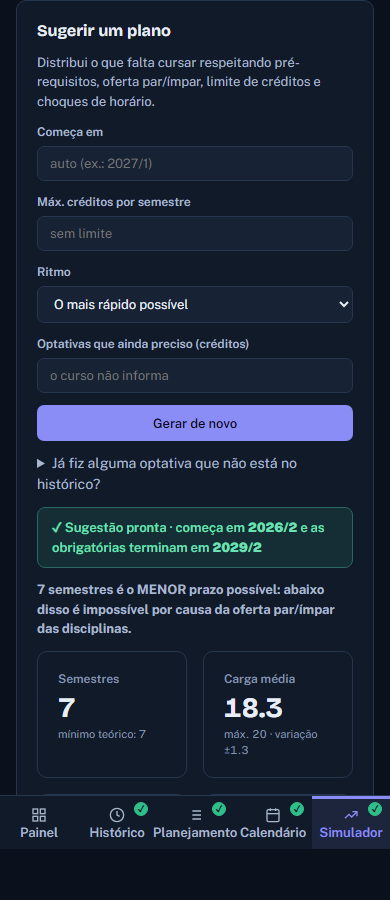 Sugerir um plano
Distribui o que falta cursar respeitando pré-
requisitos, oferta par/ímpar, limite de créditos e
choques de horário.
Começa em
auto (ex.: 2027/1)
Máx. créditos por semestre
sem limite
Ritmo
O mais rápido possível
Optativas que ainda preciso (créditos)
o curso não informa
Gerar de novo
▶ Já fiz alguma optativa que não está no
histórico?
✓ Sugestão pronta · começa em 2026/2 e as
obrigatórias terminam em 2029/2
7 semestres é o MENOR prazo possível: abaixo
disso é impossível por causa da oferta par/ímpar
das disciplinas.
Semestres
7
mínimo teórico: 7
Carga média
18.3
máx. 20 · variação
±1.3
Painel
Histórico
Planejamento
Calendário
Simulador